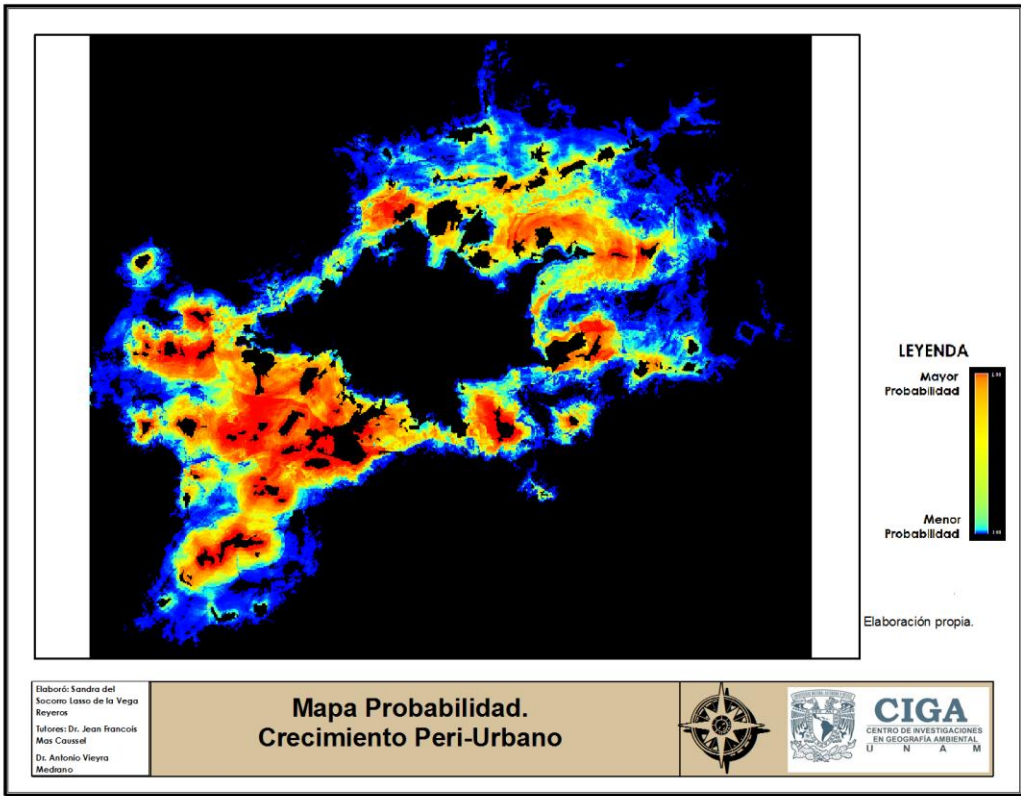 LEYENDA
Mayor
Probabilidad
Menor
Probabilidad
Elaboración propia.
Elaboró: Sandra del
Socorro Lasso de la Vega
Reyeros
Tutores: Dr. Jean Francois
Mas Caussel
Dr. Antonio Vieyra
Medrano
Mapa Probabilidad.
Crecimiento Peri-Urbano
CIGA
CENTRO DE INVESTIGACIONES
EN GEOGRAFÍA AMBIENTAL
UNAM